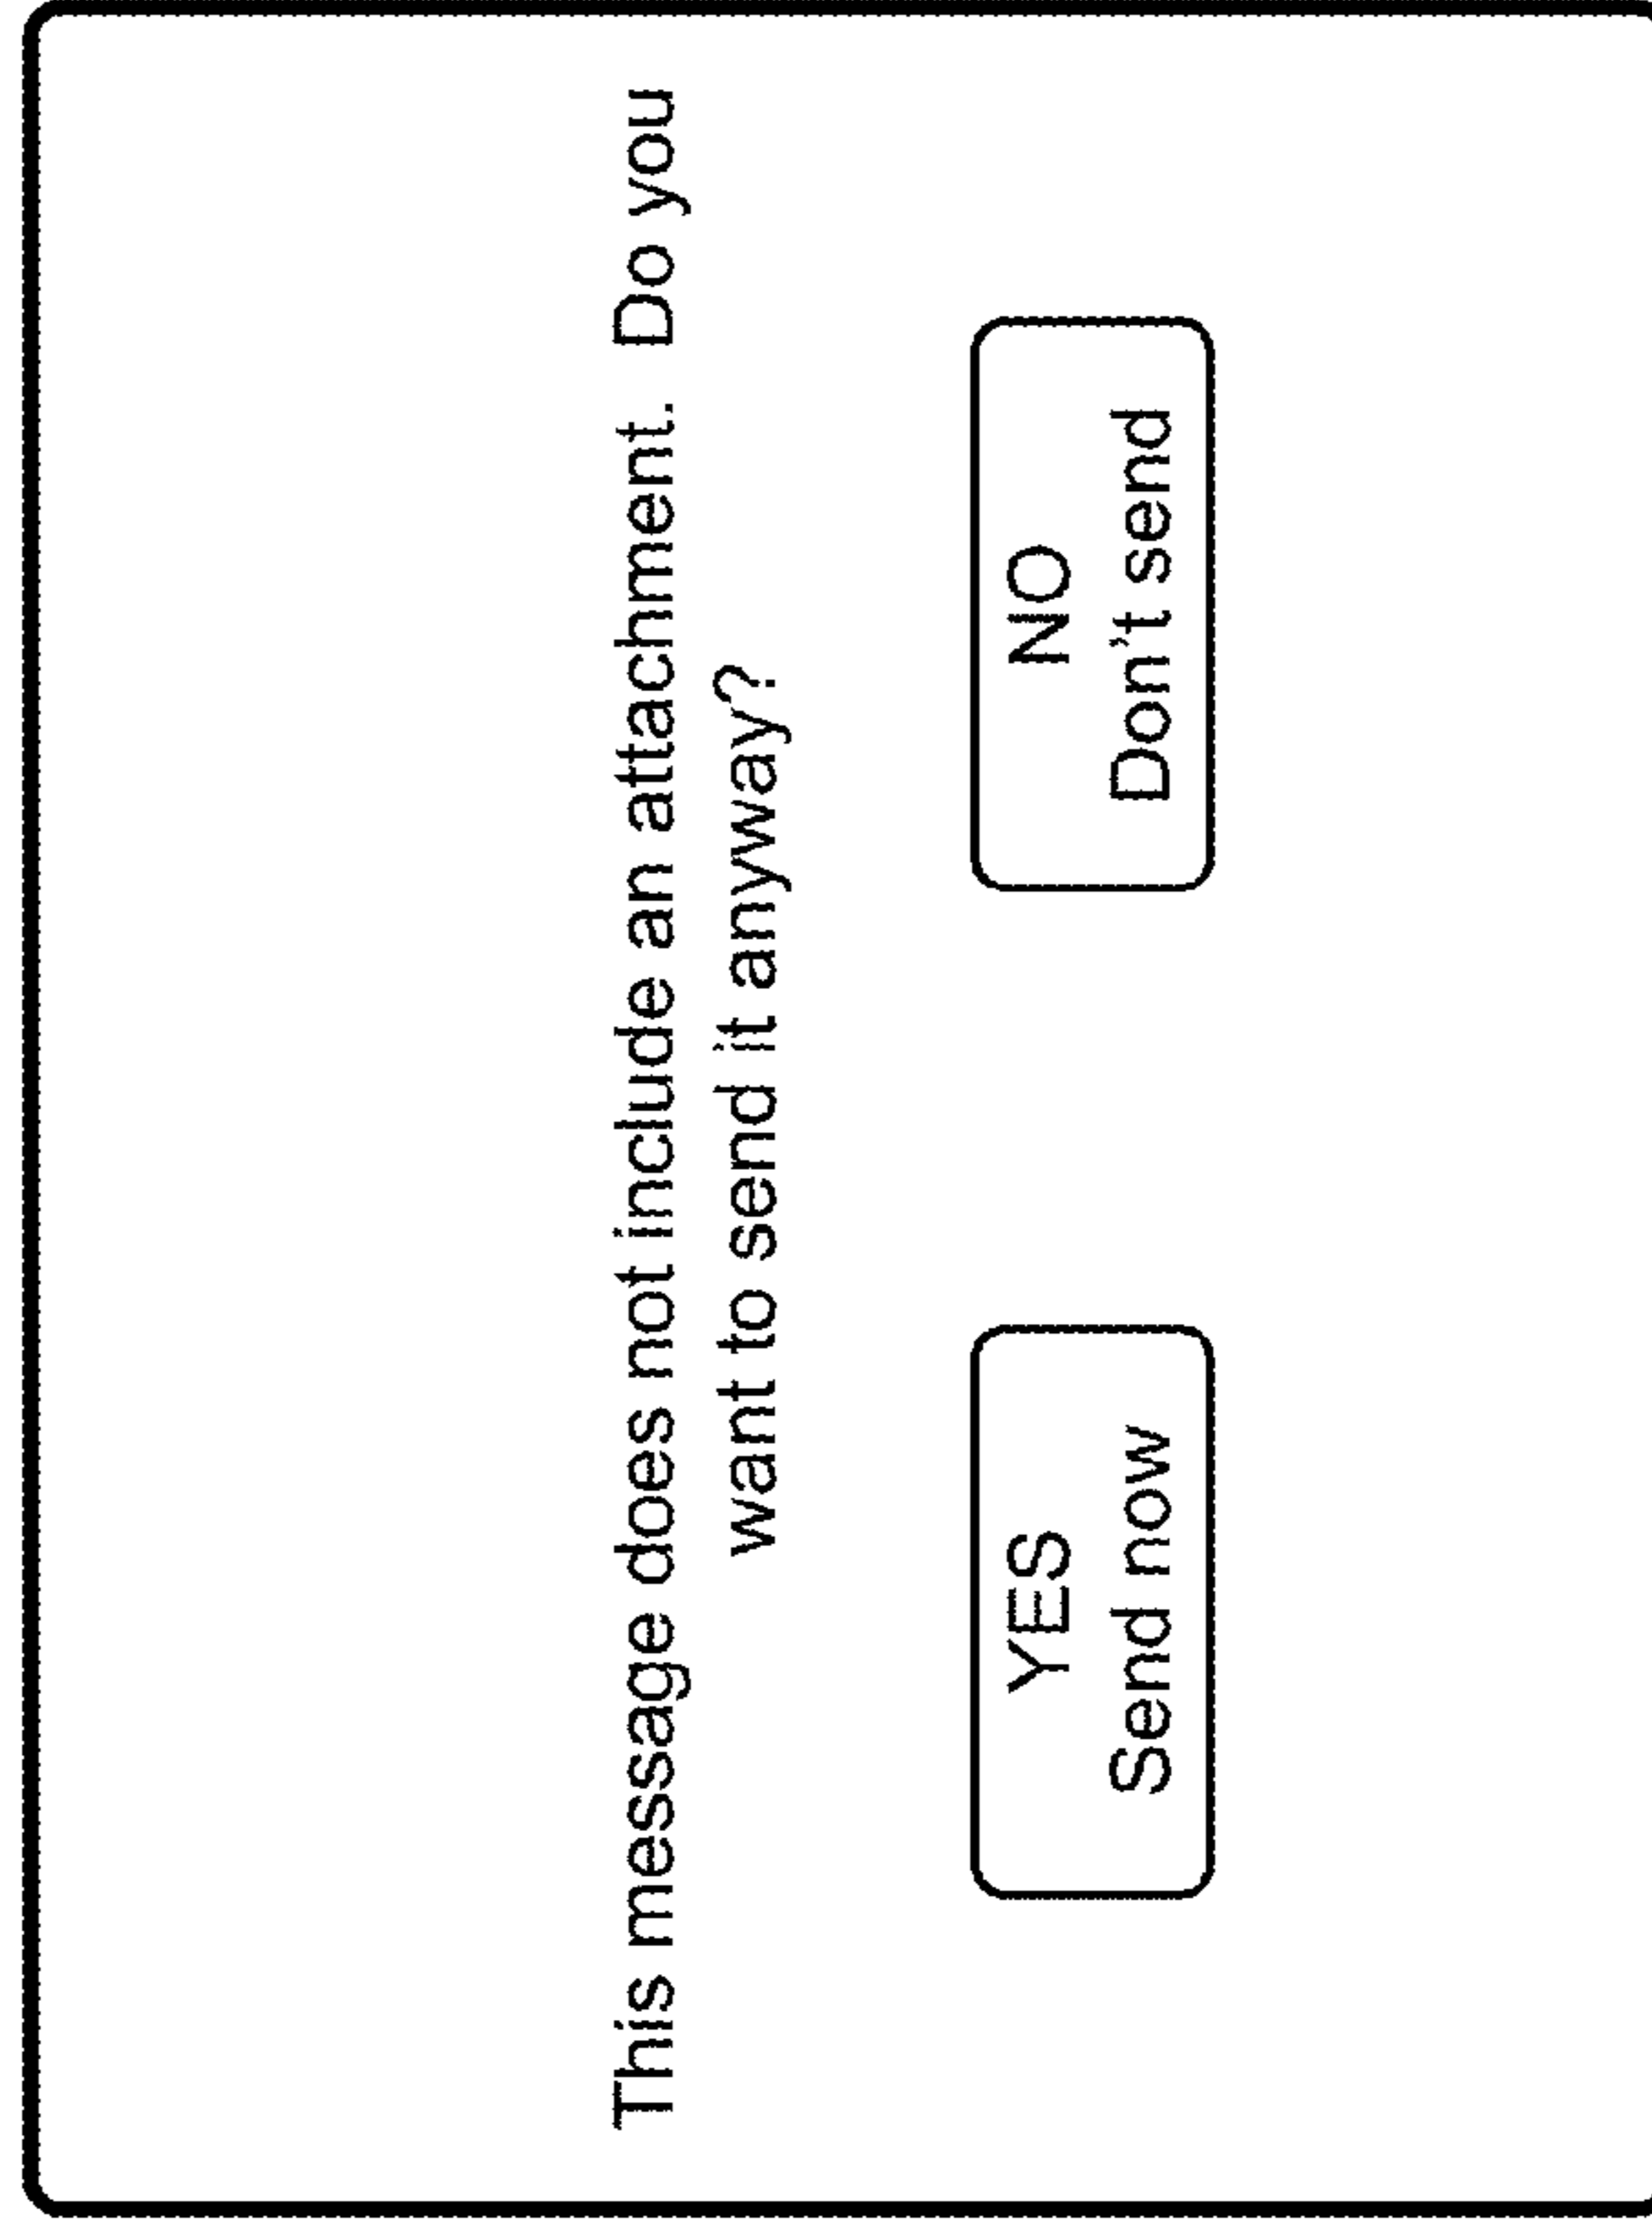 This message does not include an attachment. Do you
want to send it anyway?
YES
Send now
NO
Don't send